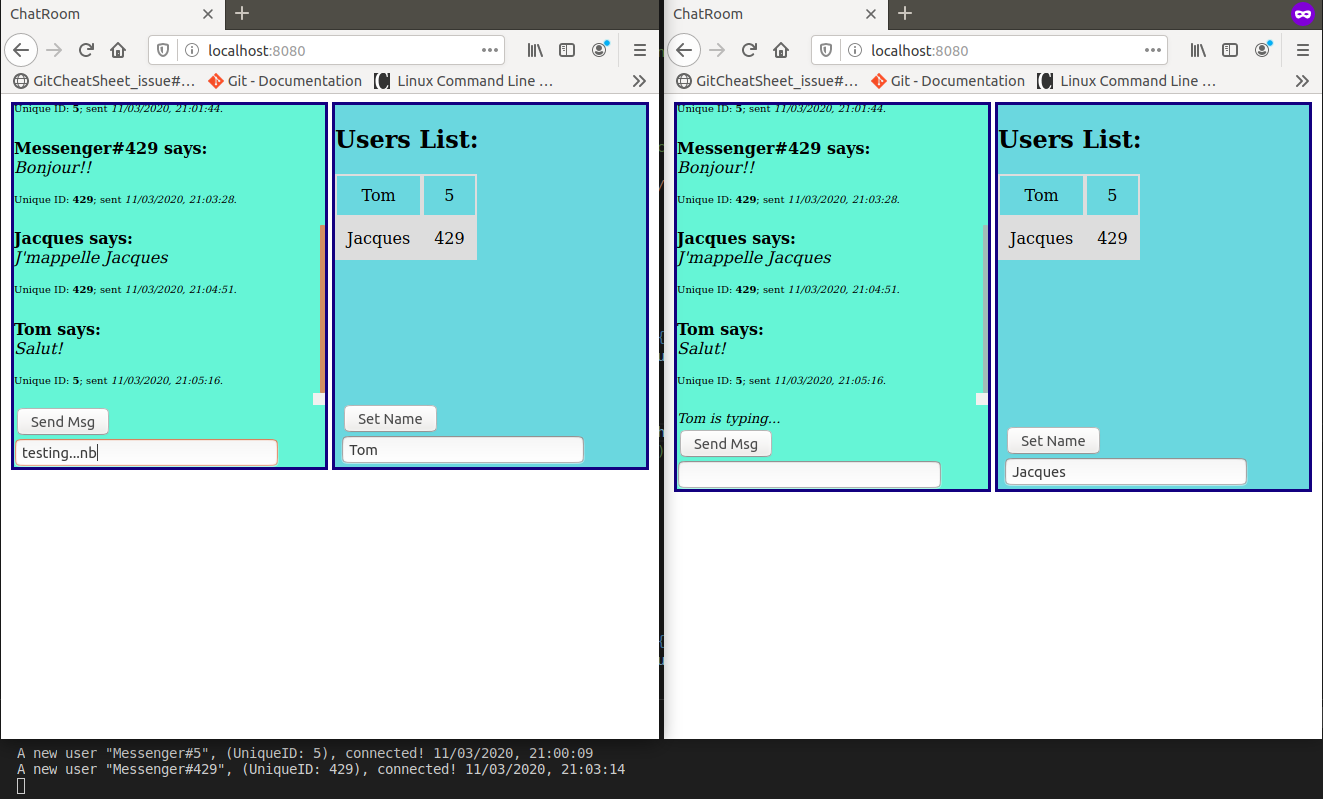 ChatRoom
localhost:8080
GitCheatSheet_issue#...
Git - Documentation
Linux Command Line ...
Unique ID: 5; sent 11/03/2020, 21:01:44.
Messenger#429 says:
Bonjour!!
Unique ID: 429; sent 11/03/2020, 21:03:28.
Jacques says:
J'mappelle Jacques
Unique ID: 429; sent 11/03/2020, 21:04:51.
Tom says:
Salut!
Unique ID: 5; sent 11/03/2020, 21:05:16.
Send Msg
testing...nb
Users List:
Tom 5
Jacques 429
Set Name
Tom
ChatRoom
localhost:8080
GitCheatSheet_issue#...
Git - Documentation
Linux Command Line ...
Unique ID: 5; sent 11/03/2020, 21:01:44.
Messenger#429 says:
Bonjour!!
Unique ID: 429; sent 11/03/2020, 21:03:28.
Jacques says:
J'mappelle Jacques
Unique ID: 429; sent 11/03/2020, 21:04:51.
Tom says:
Salut!
Unique ID: 5; sent 11/03/2020, 21:05:16.
Tom is typing...
Send Msg
Users List:
Tom 5
Jacques 429
Set Name
Jacques
A new user "Messenger#5", (UniqueID: 5), connected! 11/03/2020, 21:00:09
A new user "Messenger#429", (UniqueID: 429), connected! 11/03/2020, 21:03:14